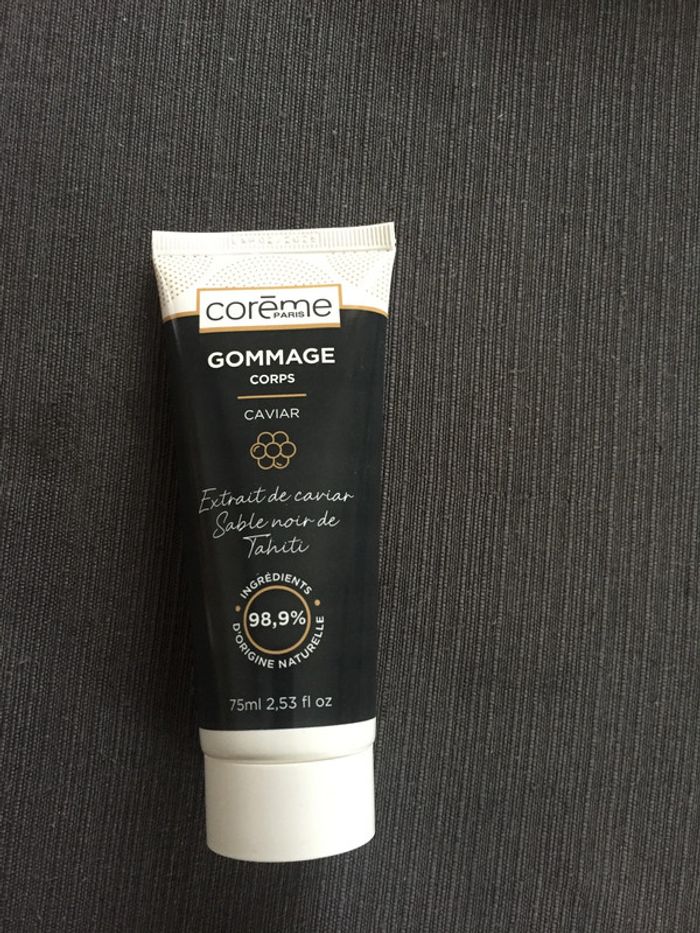 corēme
PARIS
GOMMAGE
CORPS
CAVIAR
Extrait de caviar
Sable noir de
Tahiti
INGRÉDIENTS
98,9%
D'ORIGINE NATURELLE
75ml 2,53 fl oz